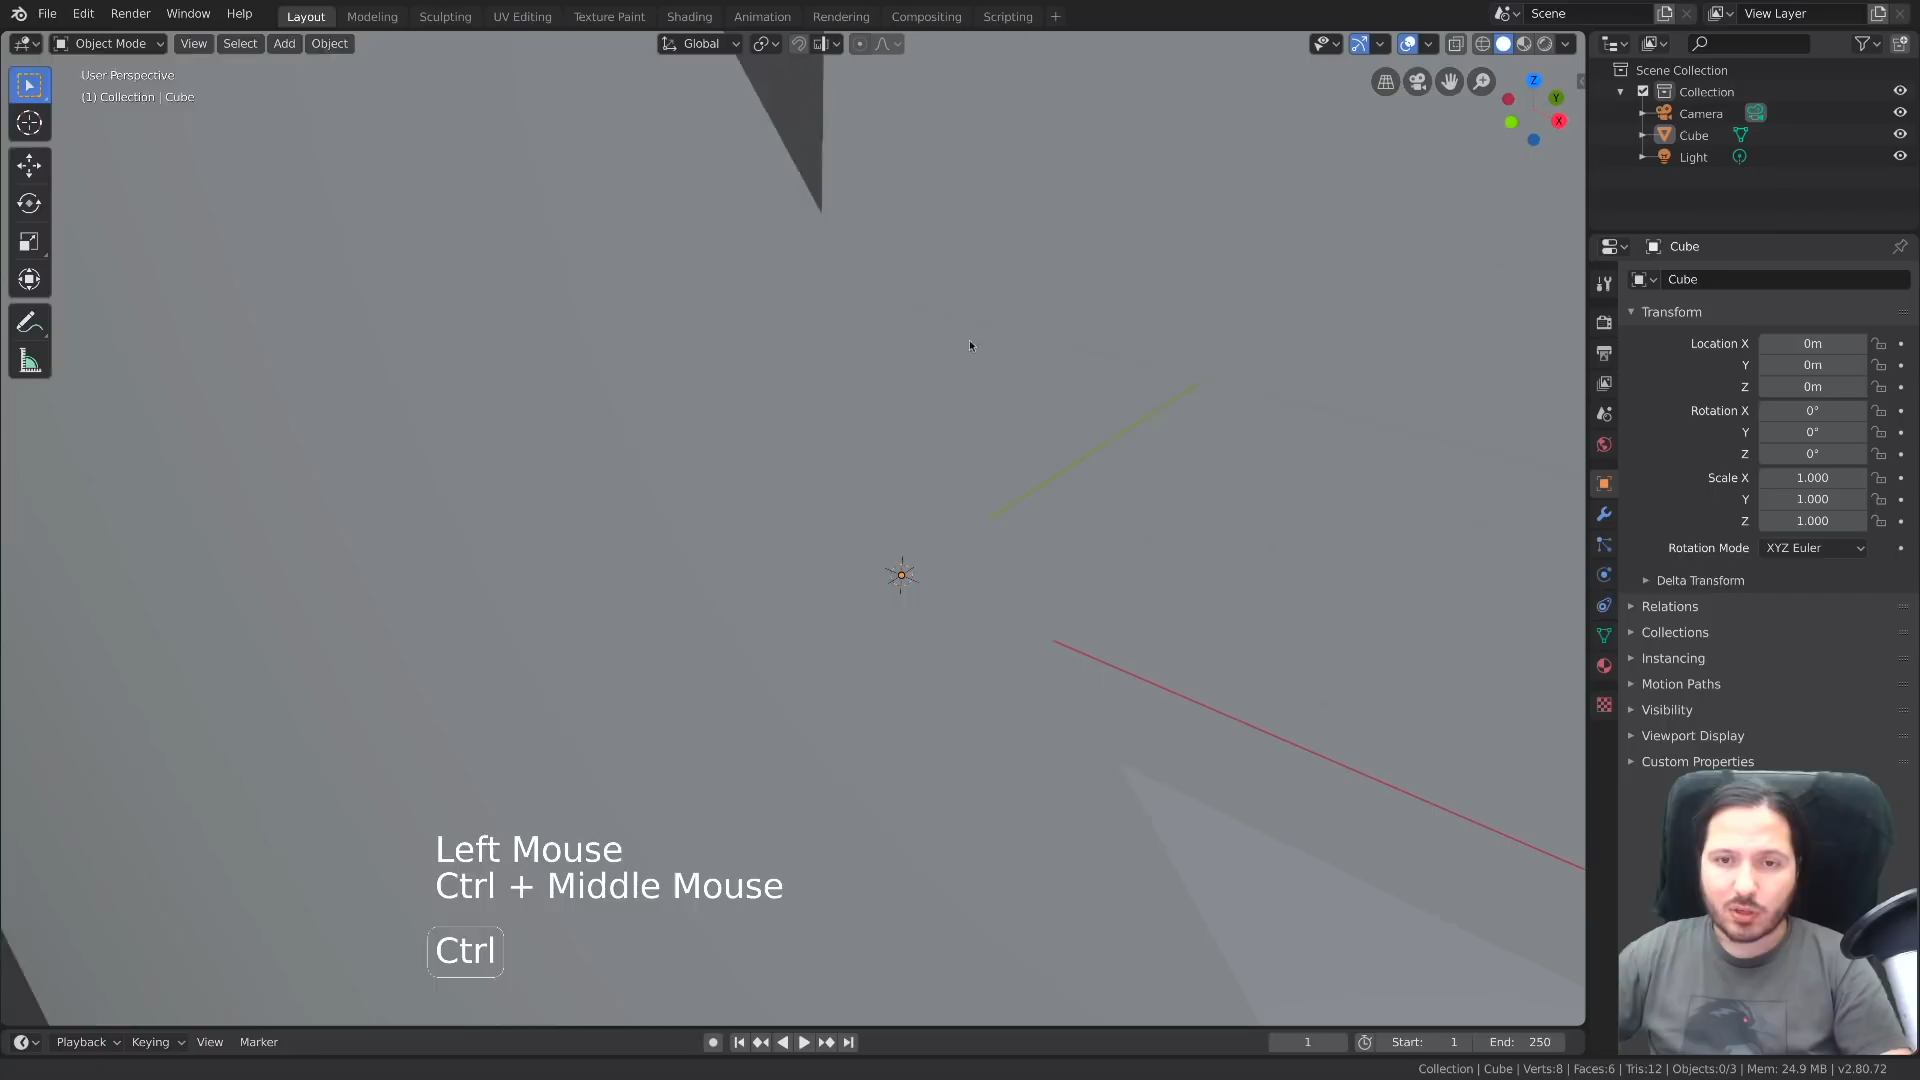 File Edit Render Window Help
Layout Modeling Sculpting UV Editing Texture Paint Shading Animation Rendering Compositing Scripting +
Scene
View Layer
Object Mode View Select Add Object
Global
User Perspective
(1) Collection | Cube
Z
Y
X
Scene Collection
Collection
Camera
Cube
Light
Cube
Cube
Transform
Location X 0m
Y 0m
Z 0m
Rotation X 0°
Y 0°
Z 0°
Scale X 1.000
Y 1.000
Z 1.000
Rotation Mode XYZ Euler
Delta Transform
Relations
Collections
Instancing
Motion Paths
Visibility
Viewport Display
Custom Properties
Left Mouse
Ctrl + Middle Mouse
Ctrl
Playback Keying View Marker
1
Start: 1
End: 250
Collection | Cube | Verts:8 | Faces:6 | Tris:12 | Objects:0/3 | Mem: 24.9 MB | v2.80.72